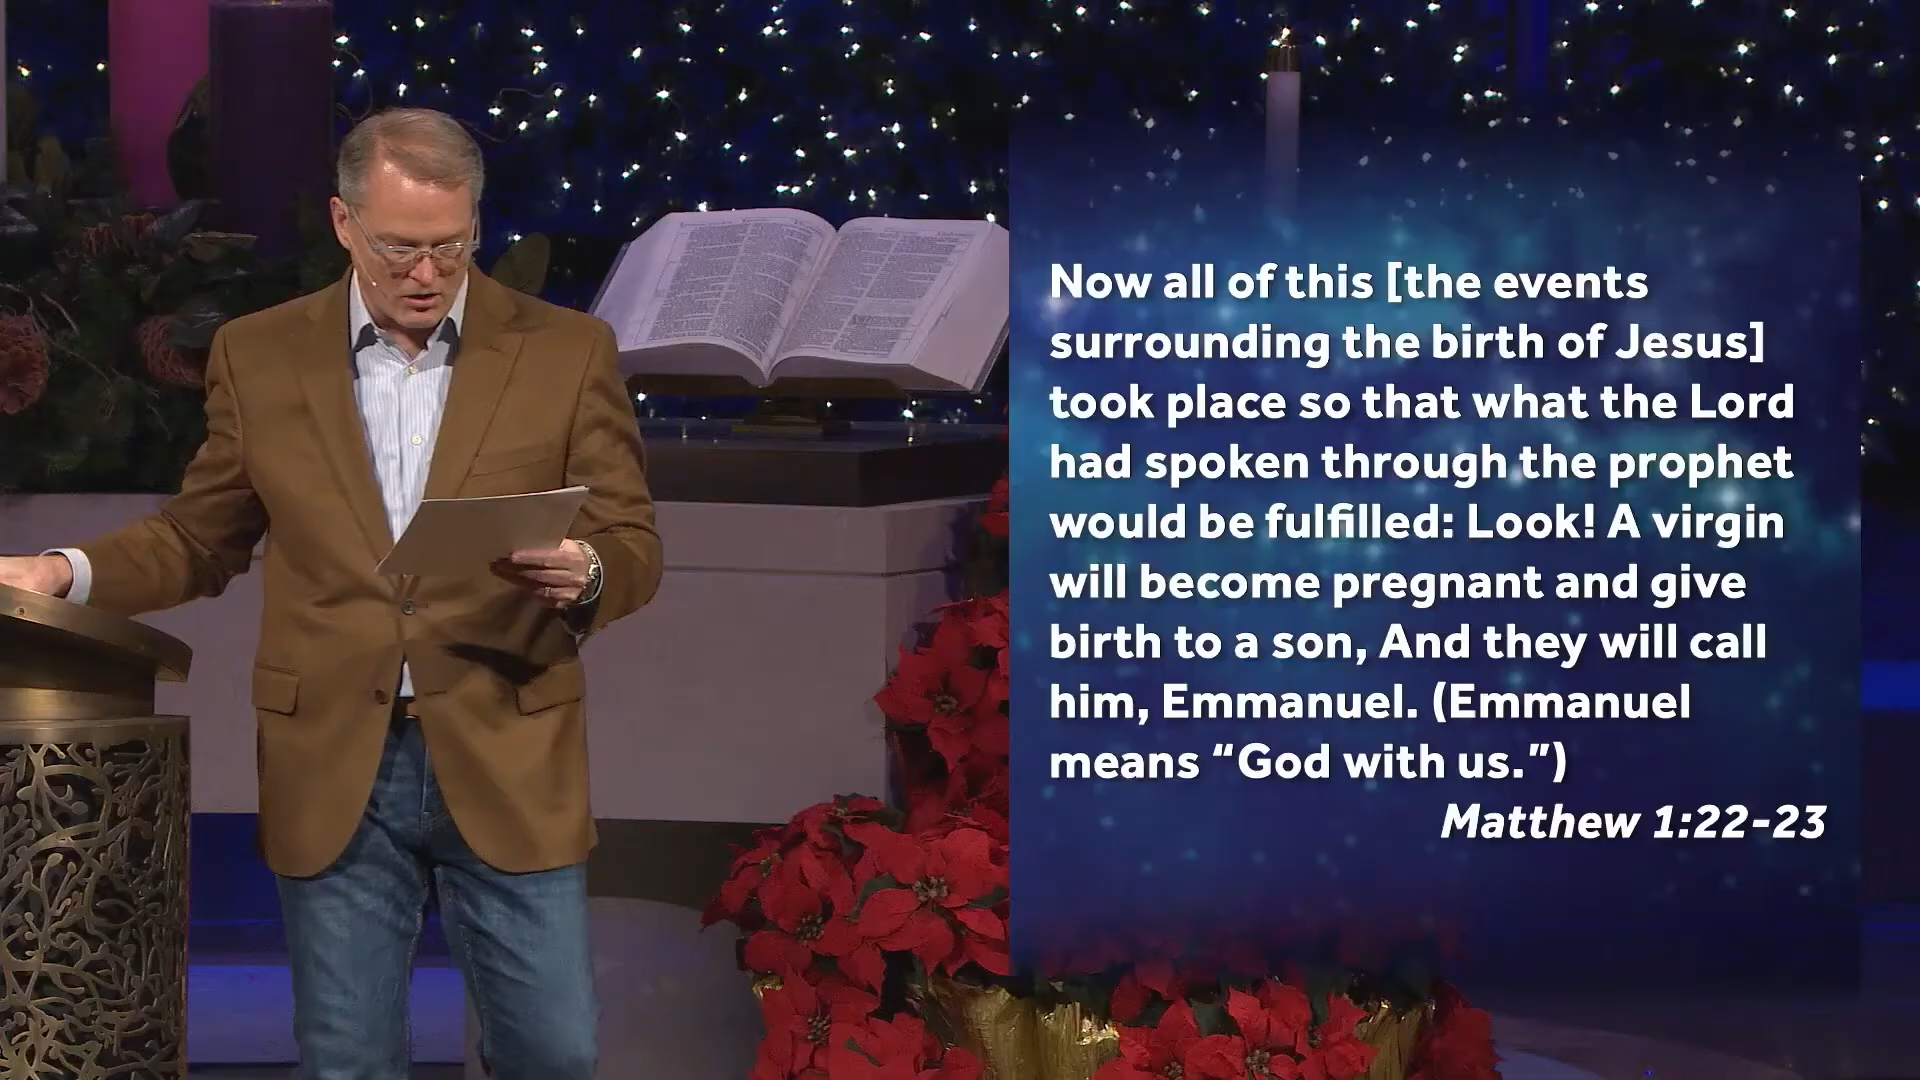 Now all of this [the events
surrounding the birth of Jesus]
took place so that what the Lord
had spoken through the prophet
would be fulfilled: Look! A virgin
will become pregnant and give
birth to a son, And they will call
him, Emmanuel. (Emmanuel
means “God with us.”)
Matthew 1:22-23